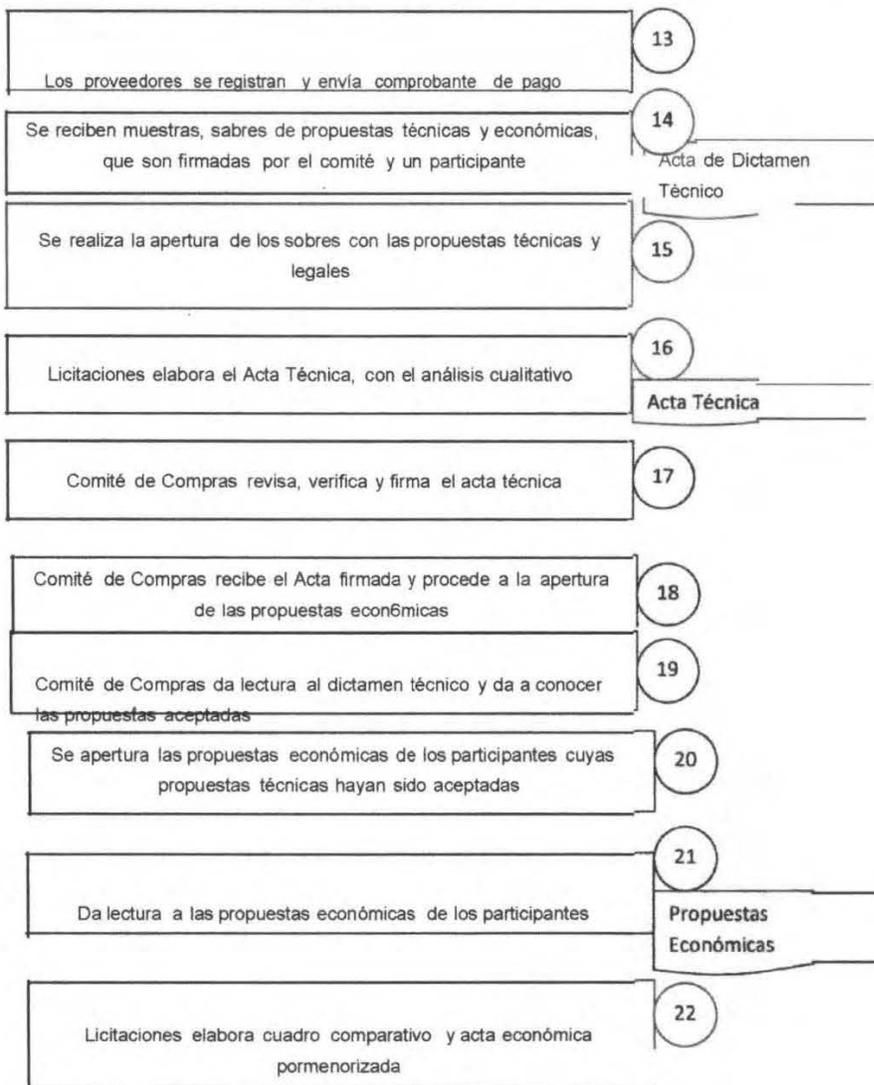 13
Los proveedores se registran y envía comprobante de pago
14
Se reciben muestras, sabres de propuestas técnicas y económicas,
que son firmadas por el comité y un participante
Acta de Dictamen
Técnico
15
Se realiza la apertura de los sobres con las propuestas técnicas y
legales
16
Licitaciones elabora el Acta Técnica, con el análisis cualitativo
Acta Técnica
17
Comité de Compras revisa, verifica y firma el acta técnica
18
Comité de Compras recibe el Acta firmada y procede a la apertura
de las propuestas econ6micas
19
Comité de Compras da lectura al dictamen técnico y da a conocer
las propuestas aceptadas
20
Se apertura las propuestas económicas de los participantes cuyas
propuestas técnicas hayan sido aceptadas
21
Da lectura a las propuestas económicas de los participantes
Propuestas
Económicas
22
Licitaciones elabora cuadro comparativo y acta económica
pormenorizada